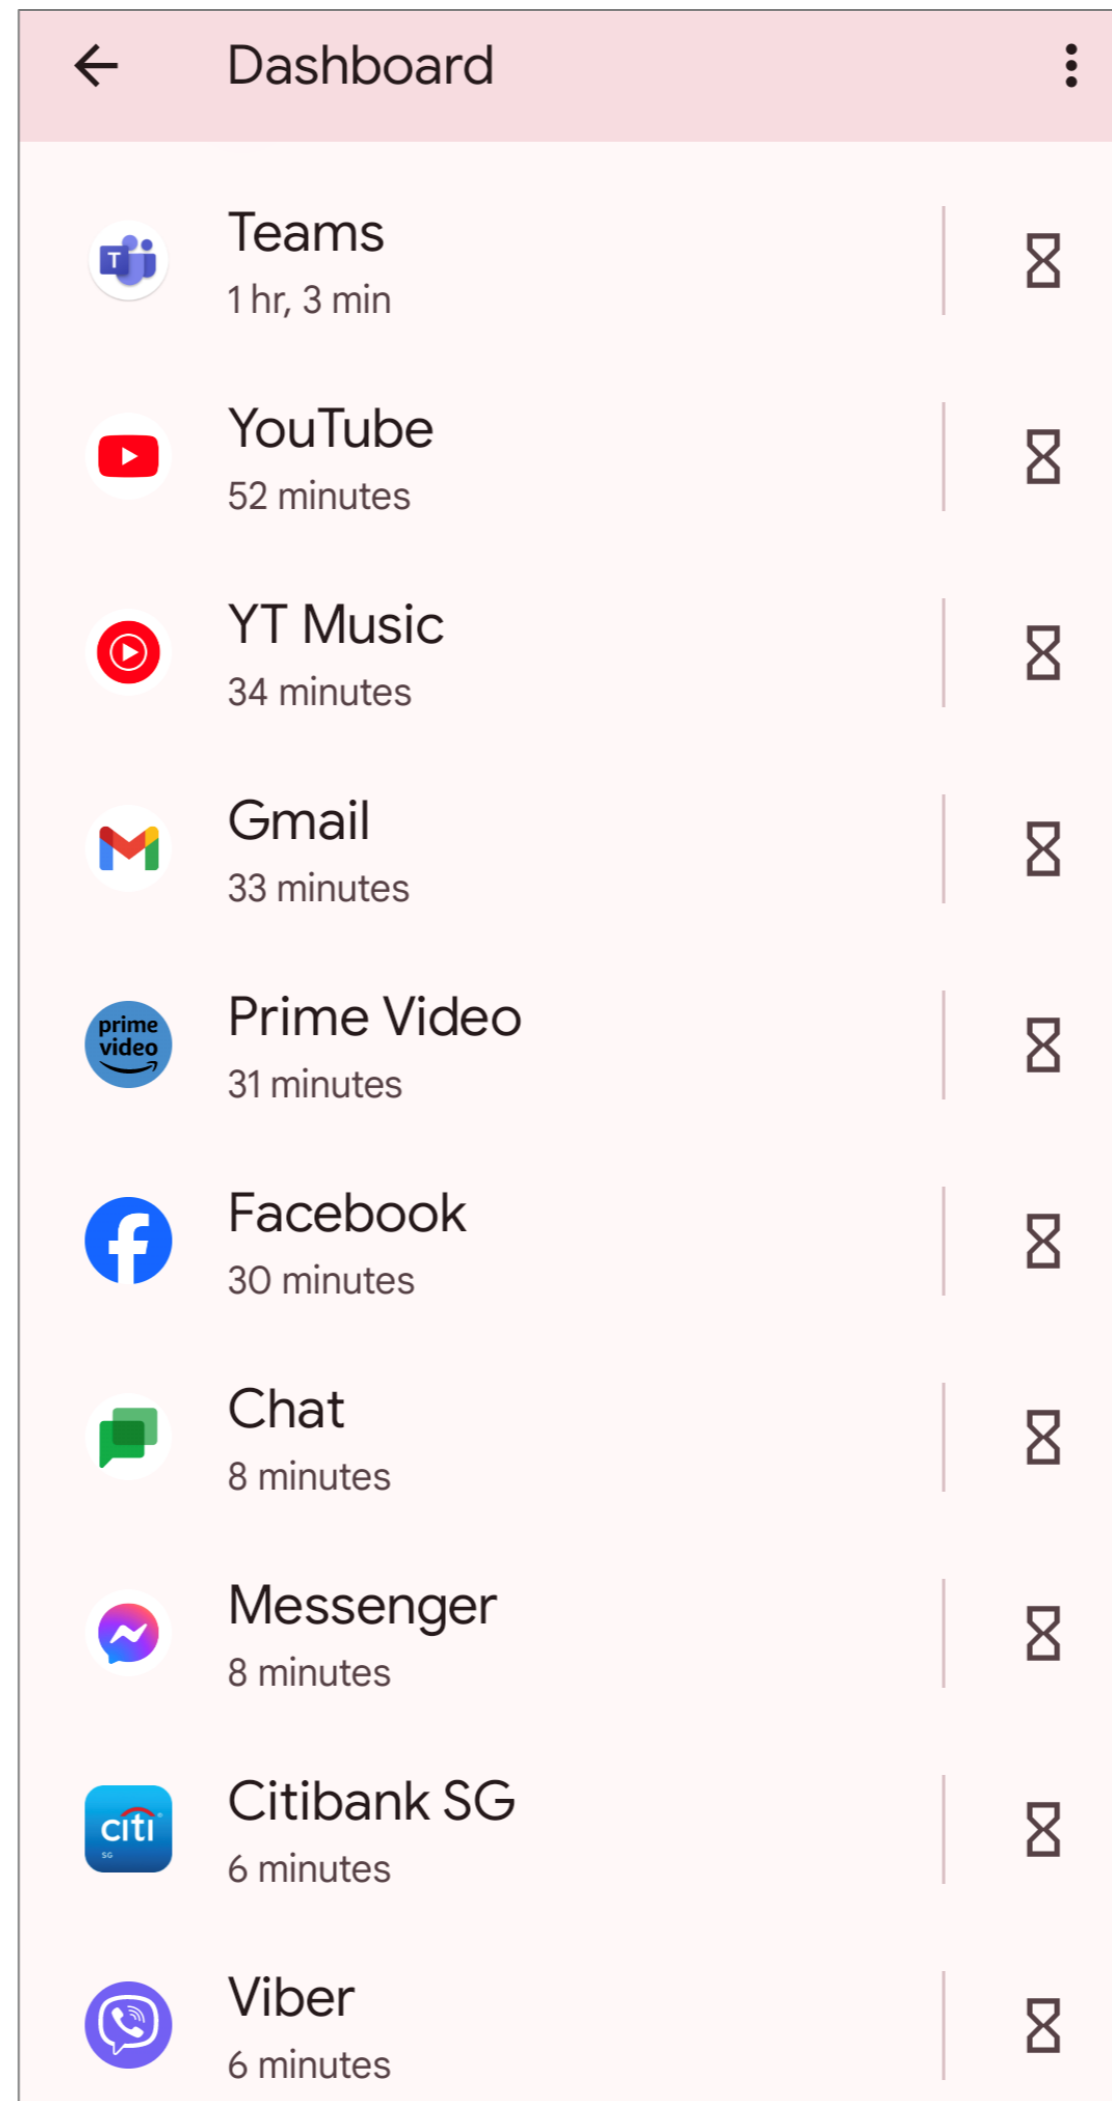 Dashboard
Teams
1 hr, 3 min
YouTube
52 minutes
YT Music
34 minutes
Gmail
33 minutes
prime
video
Prime Video
31 minutes
Facebook
30 minutes
Chat
8 minutes
Messenger
8 minutes
citi
SG
Citibank SG
6 minutes
Viber
6 minutes